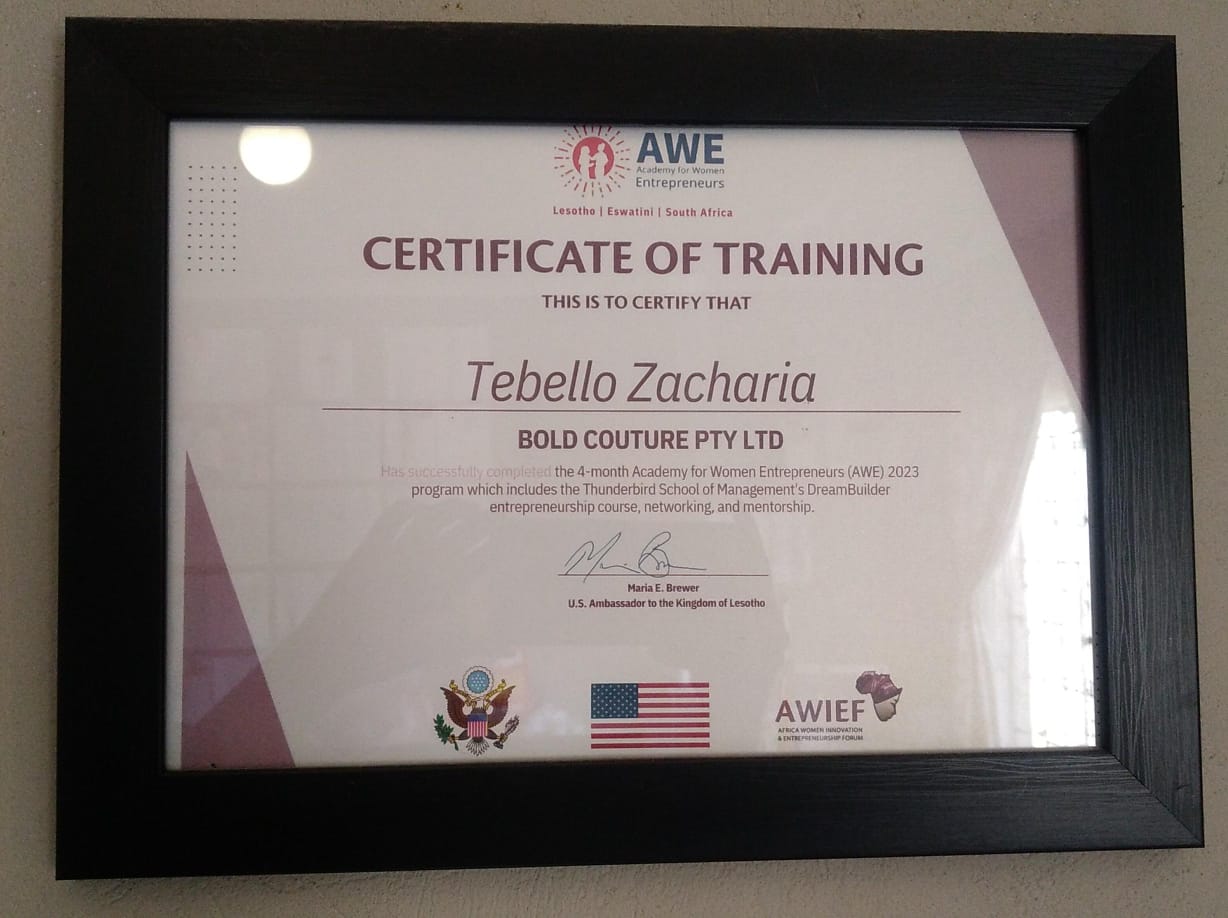 AWE
Academy for Women
Entrepreneurs
Lesotho | Eswatini | South Africa
CERTIFICATE OF TRAINING
THIS IS TO CERTIFY THAT
Tebello Zacharia
BOLD COUTURE PTY LTD
Has successfully completed the 4-month Academy for Women Entrepreneurs (AWE) 2023
program which includes the Thunderbird School of Management's DreamBuilder
entrepreneurship course, networking, and mentorship.
Maria E. Brewer
U.S. Ambassador to the Kingdom of Lesotho
AWIEF
AFRICA WOMEN INNOVATION
& ENTREPRENEURSHIP FORUM